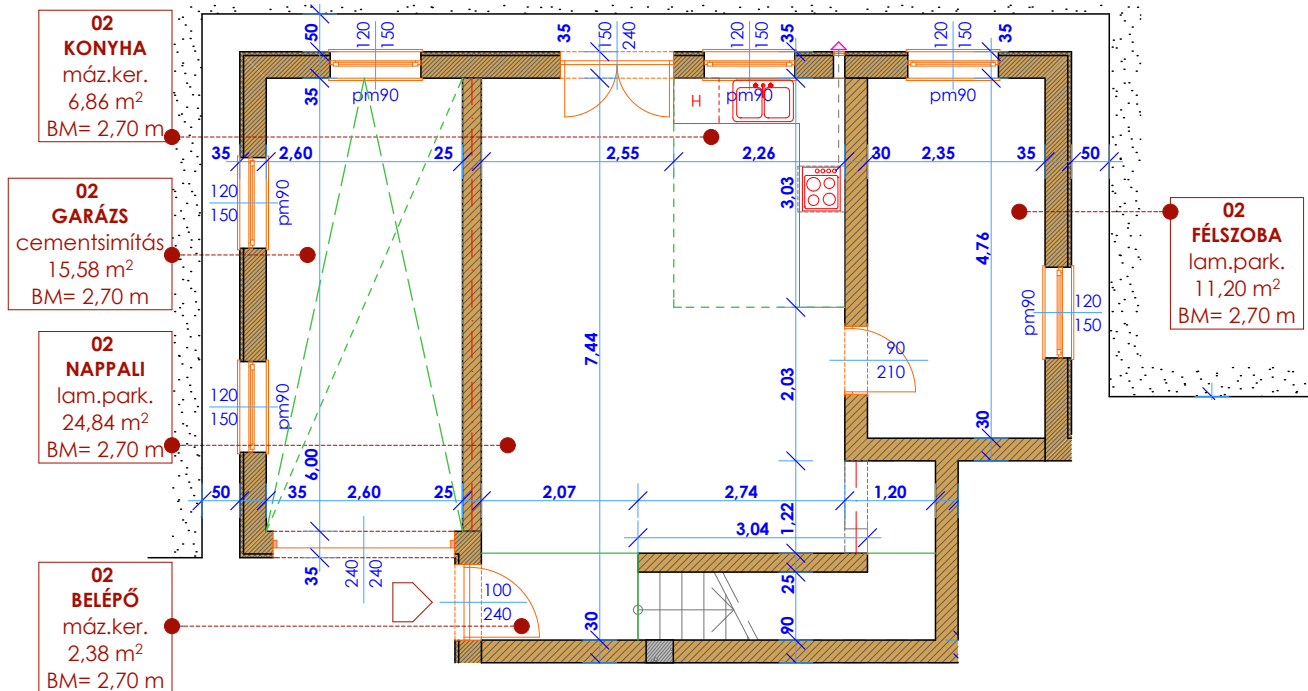 02
KONYHA
máz.ker.
6,86 m²
BM= 2,70 m
02
GARÁZS
cementsimítás
15,58 m²
BM= 2,70 m
02
NAPPALI
lam.park.
24,84 m²
BM= 2,70 m
02
BELÉPŐ
máz.ker.
2,38 m²
BM= 2,70 m
02
FÉLSZOBA
lam.park.
11,20 m²
BM= 2,70 m
50
120
150
35
150
240
120
150
35
120
150
35
35
pm90
H
pm90
pm90
35
2,60
25
2,55
2,26
30
2,35
35
50
120
150
pm90
3,03
4,76
pm90
120
150
7,44
90
210
120
150
pm90
2,03
30
6,00
50
35
2,60
25
2,07
2,74
1,20
1,22
3,04
35
240
240
100
240
25
30
90